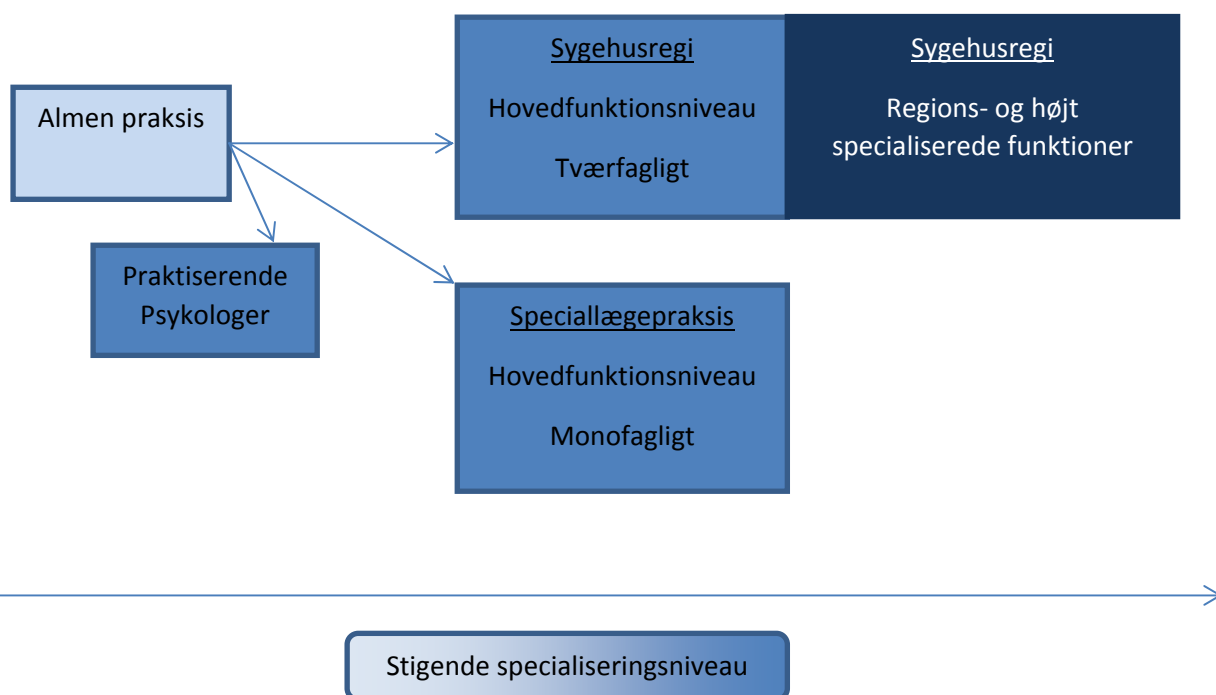 Almen praksis
Sygehusregi
Hovedfunktionsniveau
Tværfagligt
Sygehusregi
Regions- og højt
specialiserede funktioner
Praktiserende
Psykologer
Speciallægepraksis
Hovedfunktionsniveau
Monofagligt
Stigende specialiseringsniveau